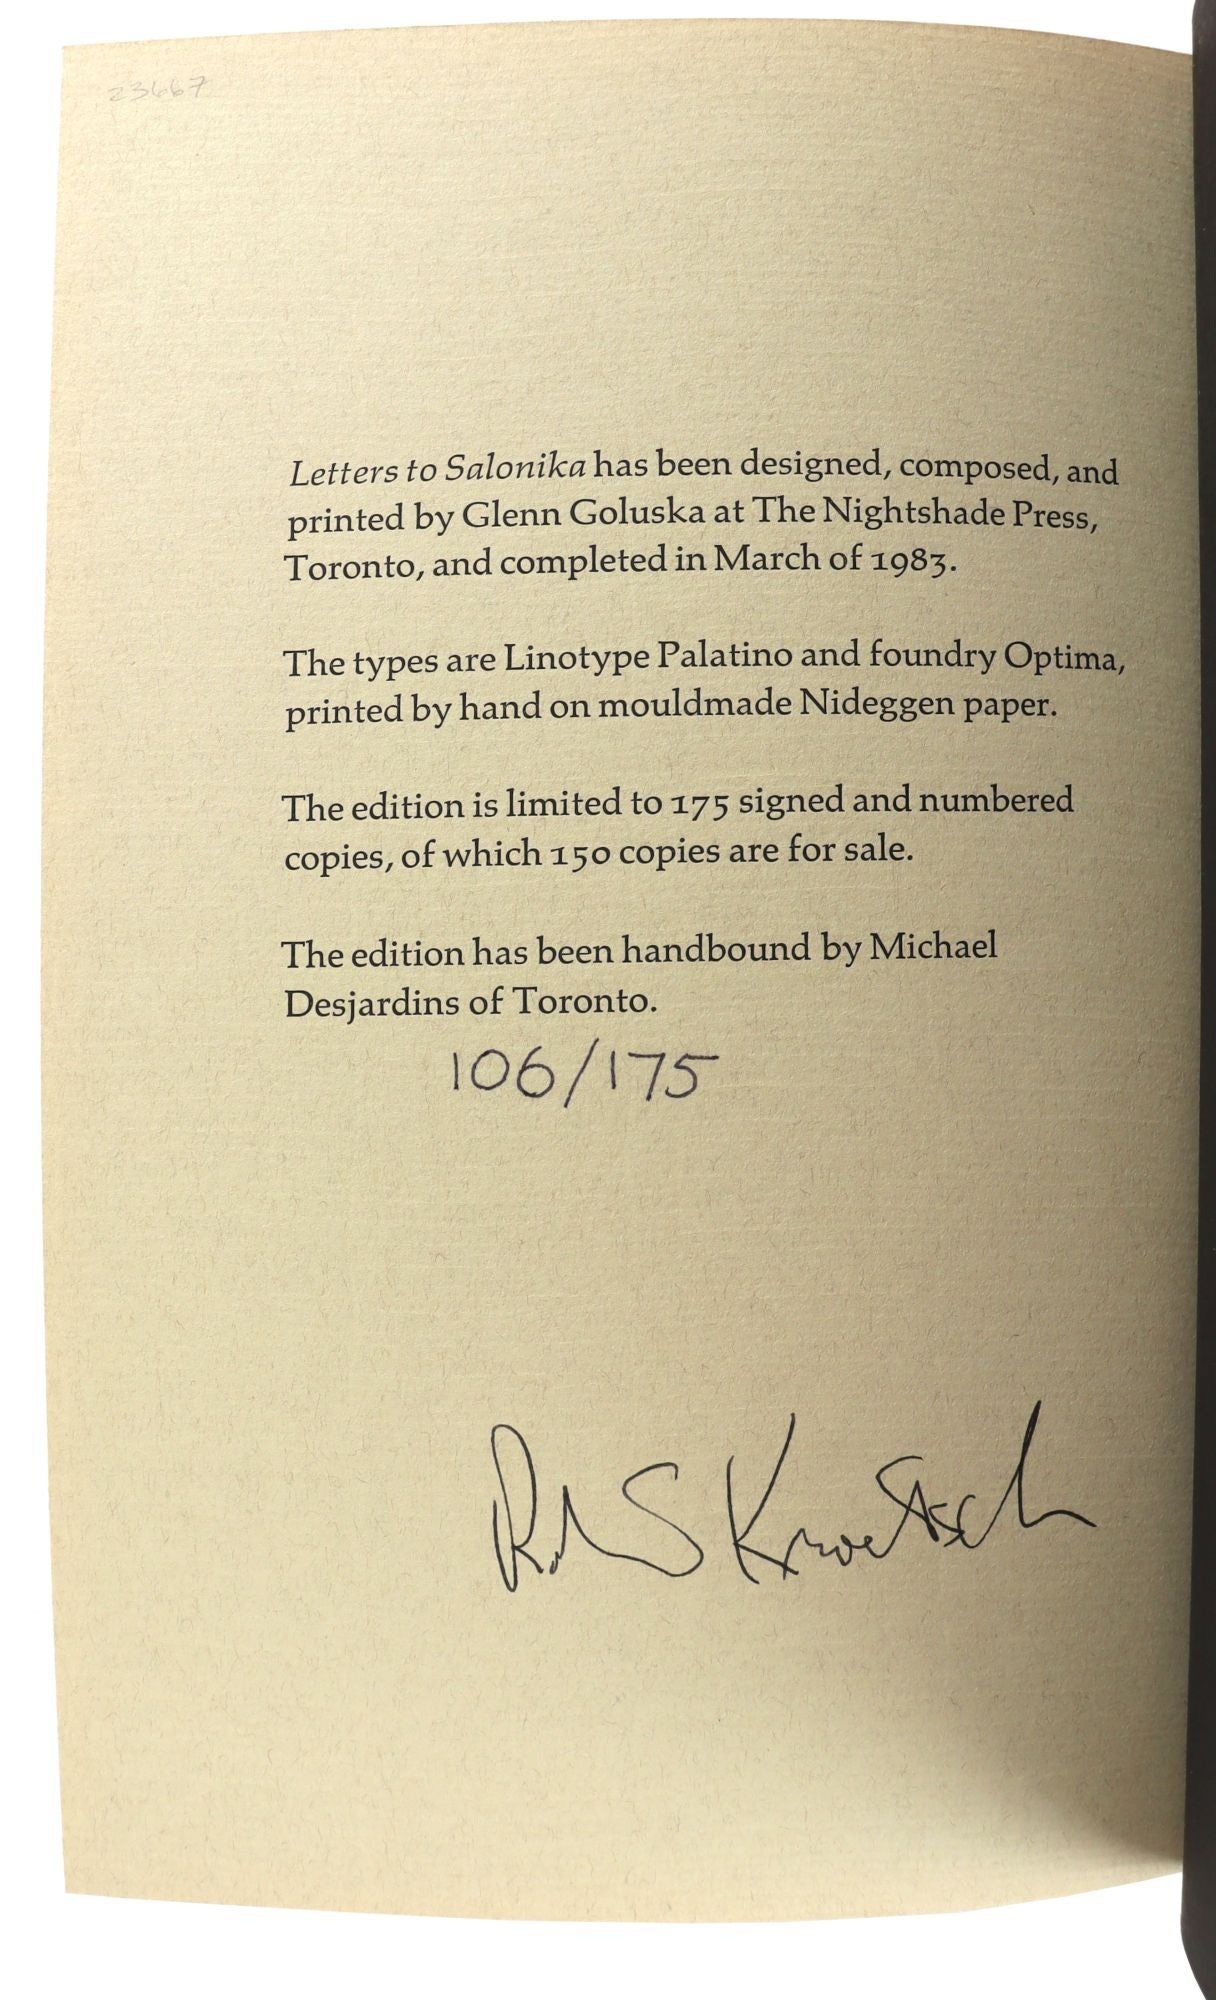 23667
Letters to Salonika has been designed, composed, and
printed by Glenn Goluska at The Nightshade Press,
Toronto, and completed in March of 1983.
The types are Linotype Palatino and foundry Optima,
printed by hand on mouldmade Nideggen paper.
The edition is limited to 175 signed and numbered
copies, of which 150 copies are for sale.
The edition has been handbound by Michael
Desjardins of Toronto.
106/175
Kroetsch